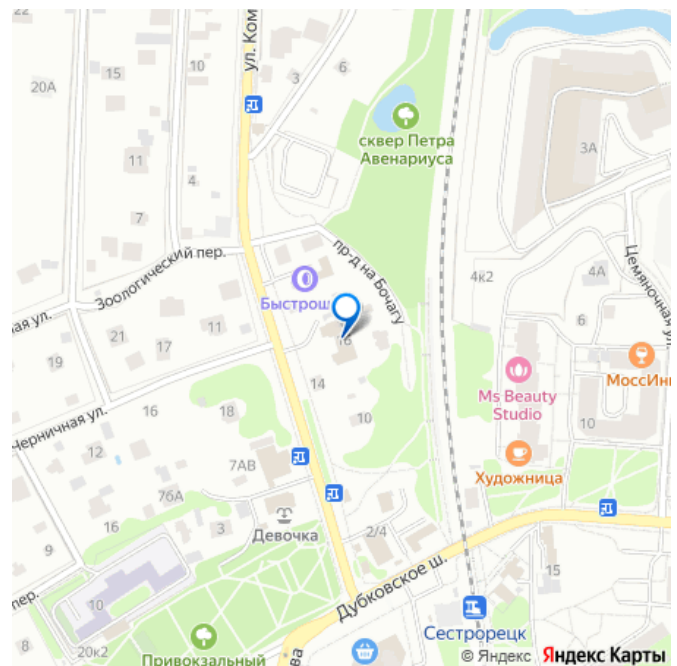 ул. Ком
20А
15
10
3
6
сквер Петра
Авенариуса
3А
11
4
7
Зоологический пер.
пр-д на Бочагу
4к2
4А
Цемяночная ул.
Быстрош
16
6
ая ул.
19
21
17
11
14
МоссИн
Ms Beauty
Studio
10
10
Черничная ул.
16
18
12
7АВ
Художница
76А
16
3
Девочка
2/4
9
Дубковское ш.
15
пер.
10
8
20к2
Привокзальный
ва
Сестрорецк
© Яндекс Яндекс Карты